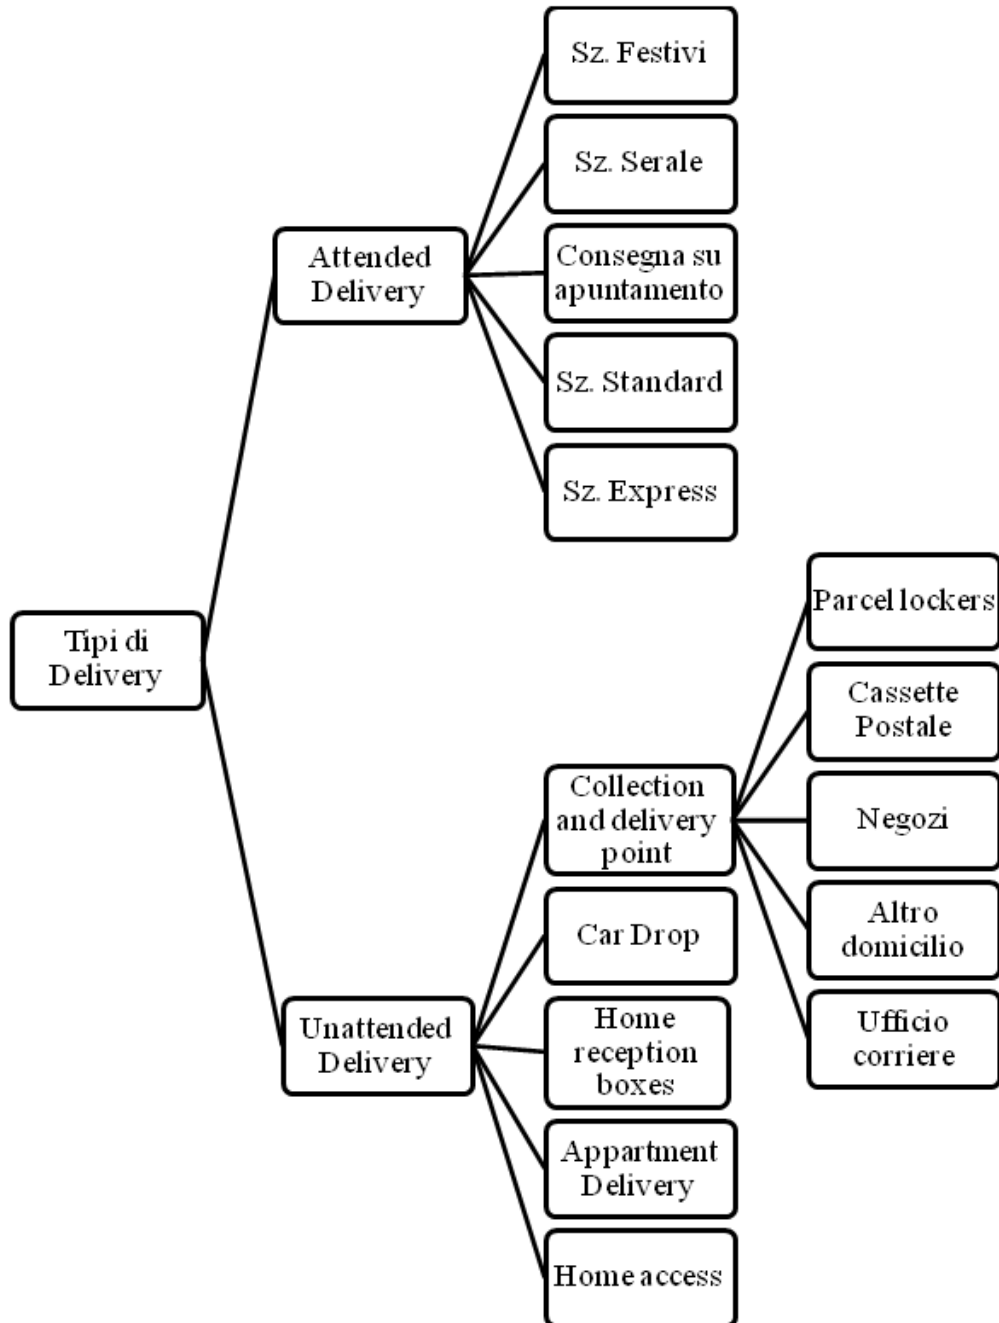 Tipi di
Delivery
Attended
Delivery
Sz. Festivi
Sz. Serale
Consegna su
apuntamento
Sz. Standard
Sz. Express
Unattended
Delivery
Collection
and delivery
point
Parcel lockers
Cassette
Postale
Negozi
Altro
domicilio
Ufficio
corriere
Car Drop
Home
reception
boxes
Appartment
Delivery
Home access